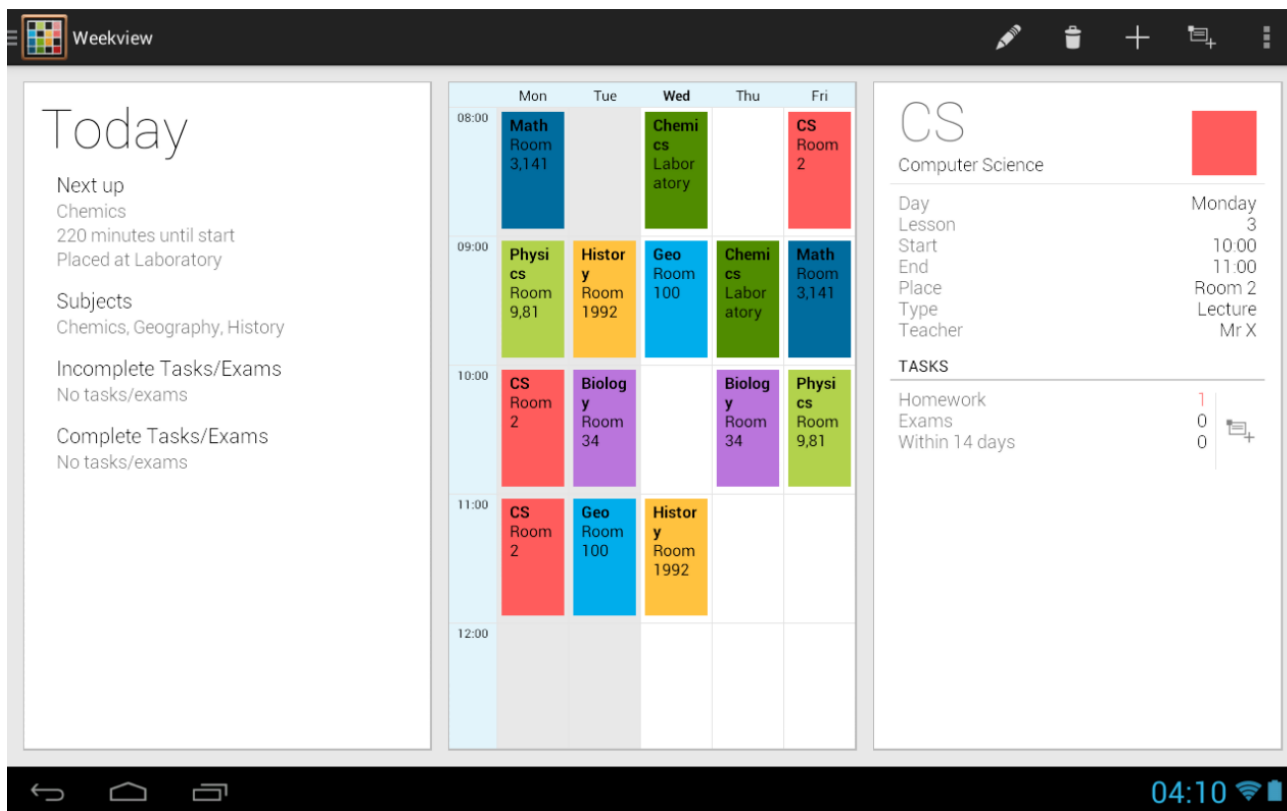 Weekview
Today
Next up
Chemics
220 minutes until start
Placed at Laboratory
Subjects
Chemics, Geography, History
Incomplete Tasks/Exams
No tasks/exams
Complete Tasks/Exams
No tasks/exams
Mon Tue Wed Thu Fri
08:00
Math
Room
3,141
Chemi
cs
Labor
atory
CS
Room
2
09:00
Physi
cs
Room
9,81
Histor
y
Room
1992
Geo
Room
100
Chemi
cs
Labor
atory
Math
Room
3,141
10:00
CS
Room
2
Biolog
y
Room
34
Biolog
y
Room
34
Physi
cs
Room
9,81
11:00
CS
Room
2
Geo
Room
100
Histor
y
Room
1992
12:00
CS
Computer Science
Day Monday
Lesson 3
Start 10:00
End 11:00
Place Room 2
Type Lecture
Teacher Mr X
TASKS
Homework 1
Exams 0
Within 14 days 0
04:10